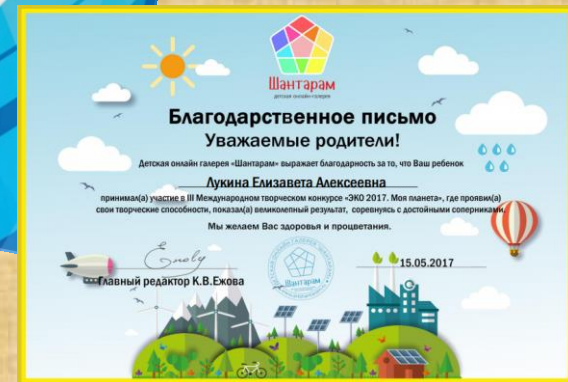 Шантарам
детская онлайн-галерея
Благодарственное письмо
Уважаемые родители!
Детская онлайн галерея «Шантарам» выражает благодарность за то, что Ваш ребенок
Лукина Елизавета Алексеевна
принимал(а) участие в III Международном творческом конкурсе «ЭКО 2017. Моя планета», где проявил(а)
свои творческие способности, показал(а) великолепный результат, соревнуясь с достойными соперниками.
Мы желаем Вас здоровья и процветания.
15.05.2017
Главный редактор К.В.Ежова
Шантарам